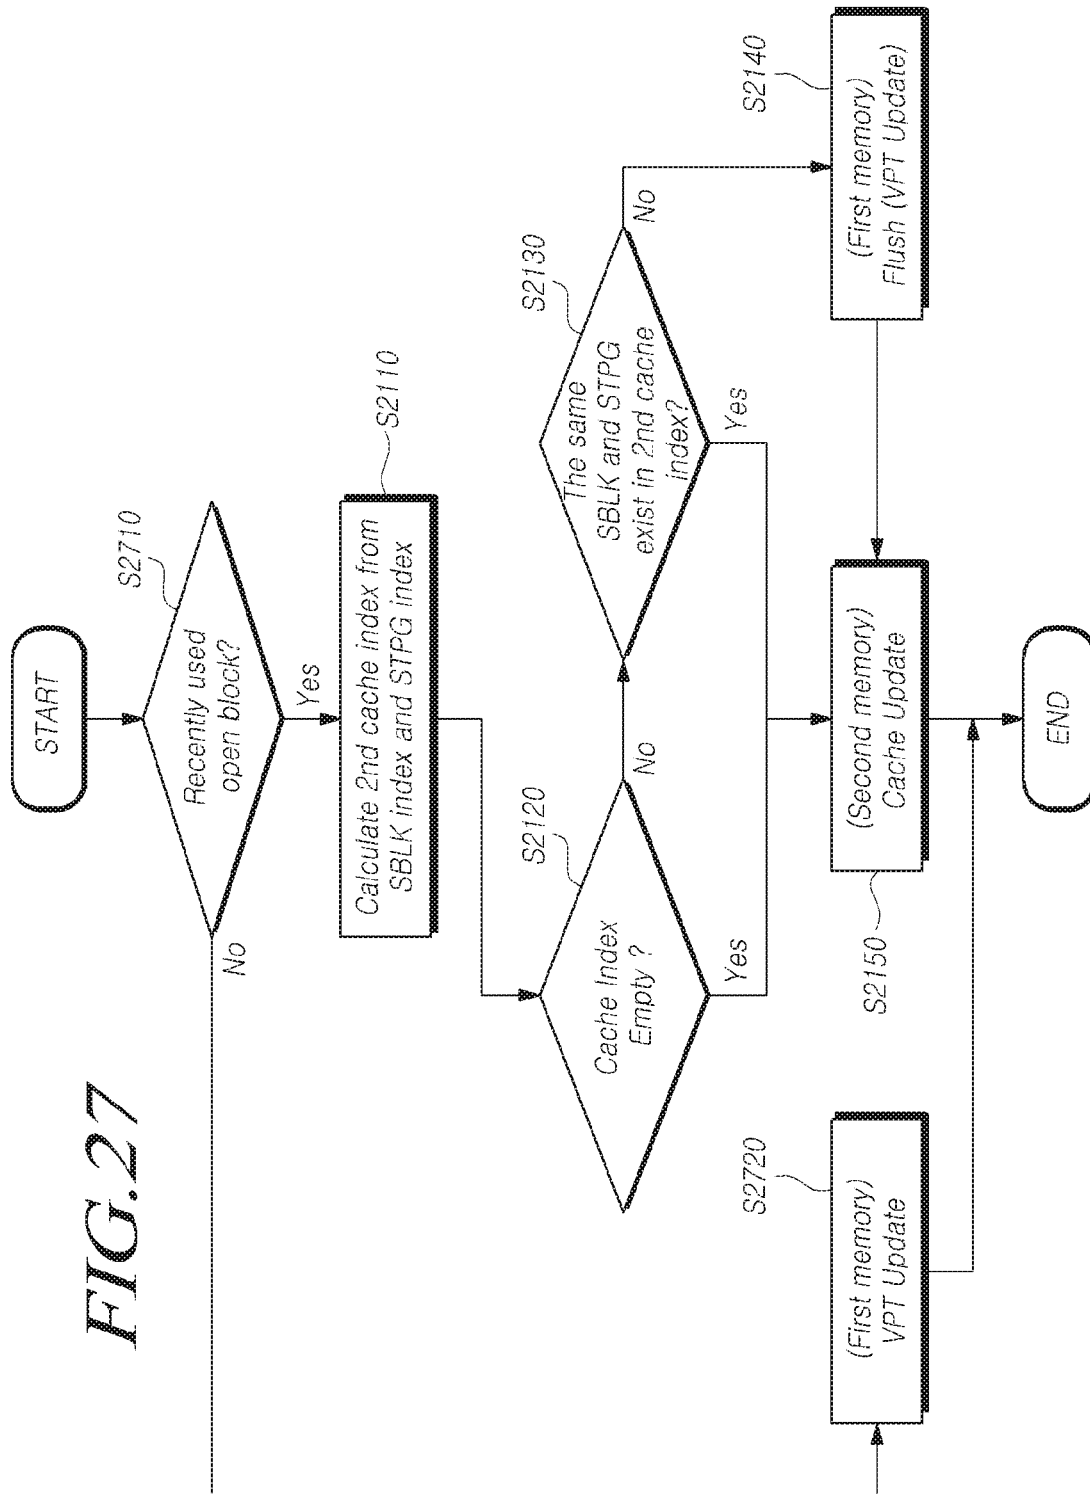 FIG.27
START
S2710
Recently used
open block?
No
Yes
S2110
Calculate 2nd cache index from
SBLK index and STPG index
S2120
Cache Index
Empty ?
No
Yes
S2130
The same
SBLK and STPG
exist in 2nd cache
index?
No
Yes
S2720
(First memory)
VPT Update
S2150
(Second memory)
Cache Update
S2140
(First memory)
Flush (VPT Update)
END